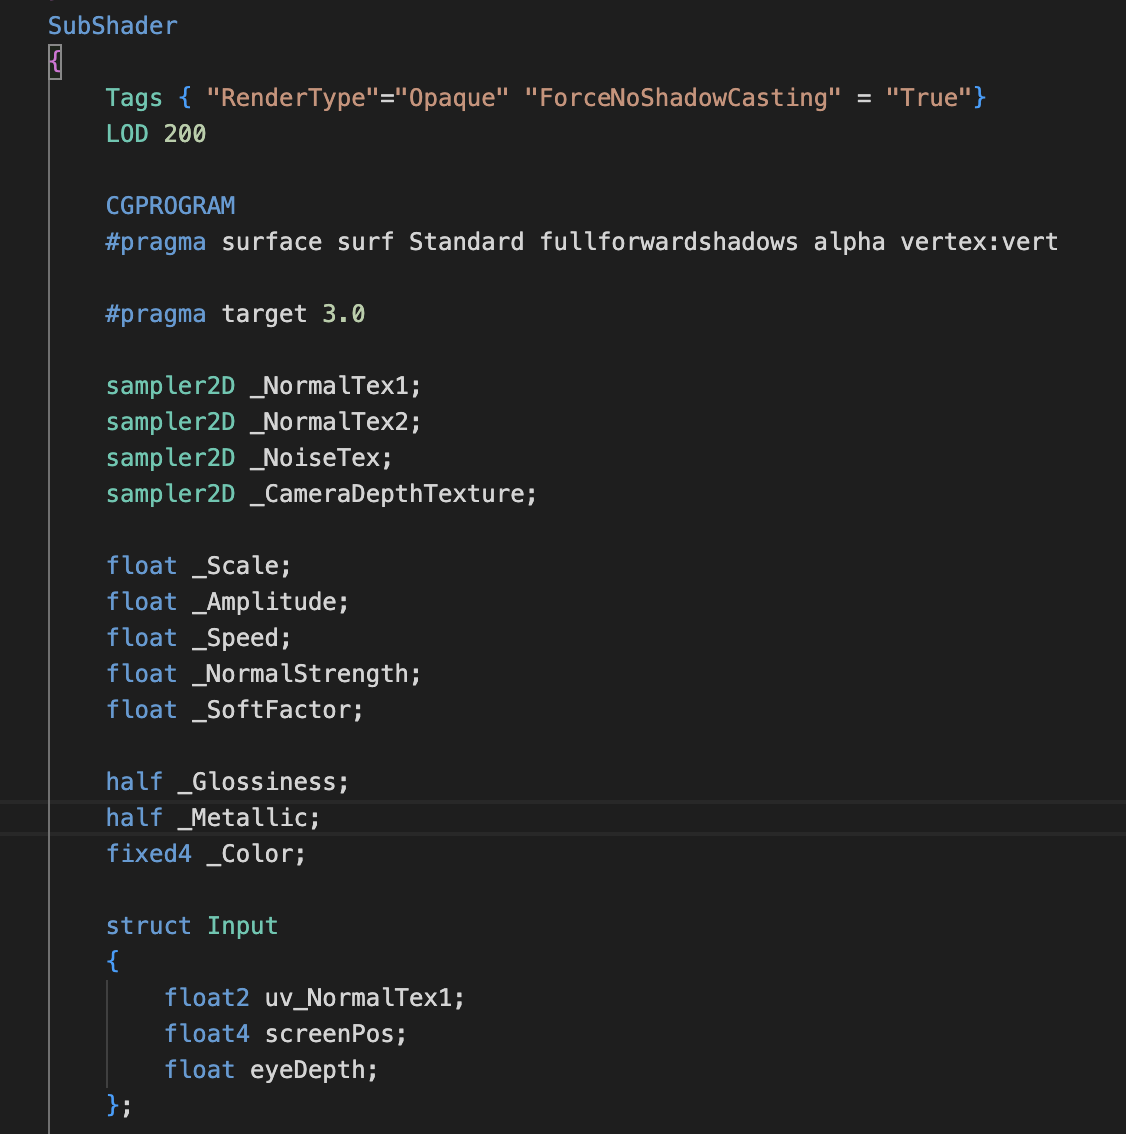 SubShader
{
Tags { "RenderType"="Opaque" "ForceNoShadowCasting" = "True"}
LOD 200
CGPROGRAM
#pragma surface surf Standard fullforwardshadows alpha vertex:vert
#pragma target 3.0
sampler2D _NormalTex1;
sampler2D _NormalTex2;
sampler2D _NoiseTex;
sampler2D _CameraDepthTexture;
float _Scale;
float _Amplitude;
float _Speed;
float _NormalStrength;
float _SoftFactor;
half _Glossiness;
half _Metallic;
fixed4 _Color;
struct Input
{
float2 uv_NormalTex1;
float4 screenPos;
float eyeDepth;
};